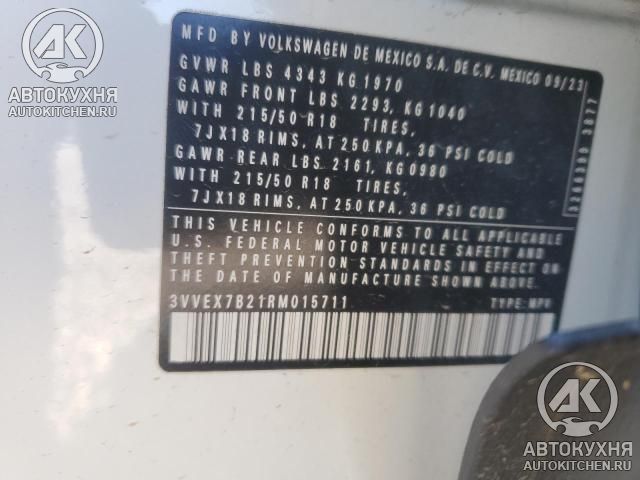 MFD BY VOLKSWAGEN DE MEXICO S.A. DE C.V. MEXICO 09/23
GVWR LBS 4343 KG 1970
GAWR FRONT LBS 2293, KG 1040
WITH 215/50 R18 TIRES,
7JX18 RIMS, AT 250 KPA, 36 PSI COLD
GAWR REAR LBS 2161, KG 0980
WITH 215/50 R18 TIRES,
7JX18 RIMS, AT 250 KPA, 36 PSI COLD
THIS VEHICLE CONFORMS TO ALL APPLICABLE
U.S. FEDERAL MOTOR VEHICLE SAFETY AND
THEFT PREVENTION STANDARDS IN EFFECT ON
THE DATE OF MANUFACTURE SHOWN ABOVE.
3VVEX7B21RM015711 TYPE: MPV
AK
АВТОКУХНЯ
AUTOKITCHEN.RU
AK
АВТОКУХНЯ
AUTOKITCHEN.RU